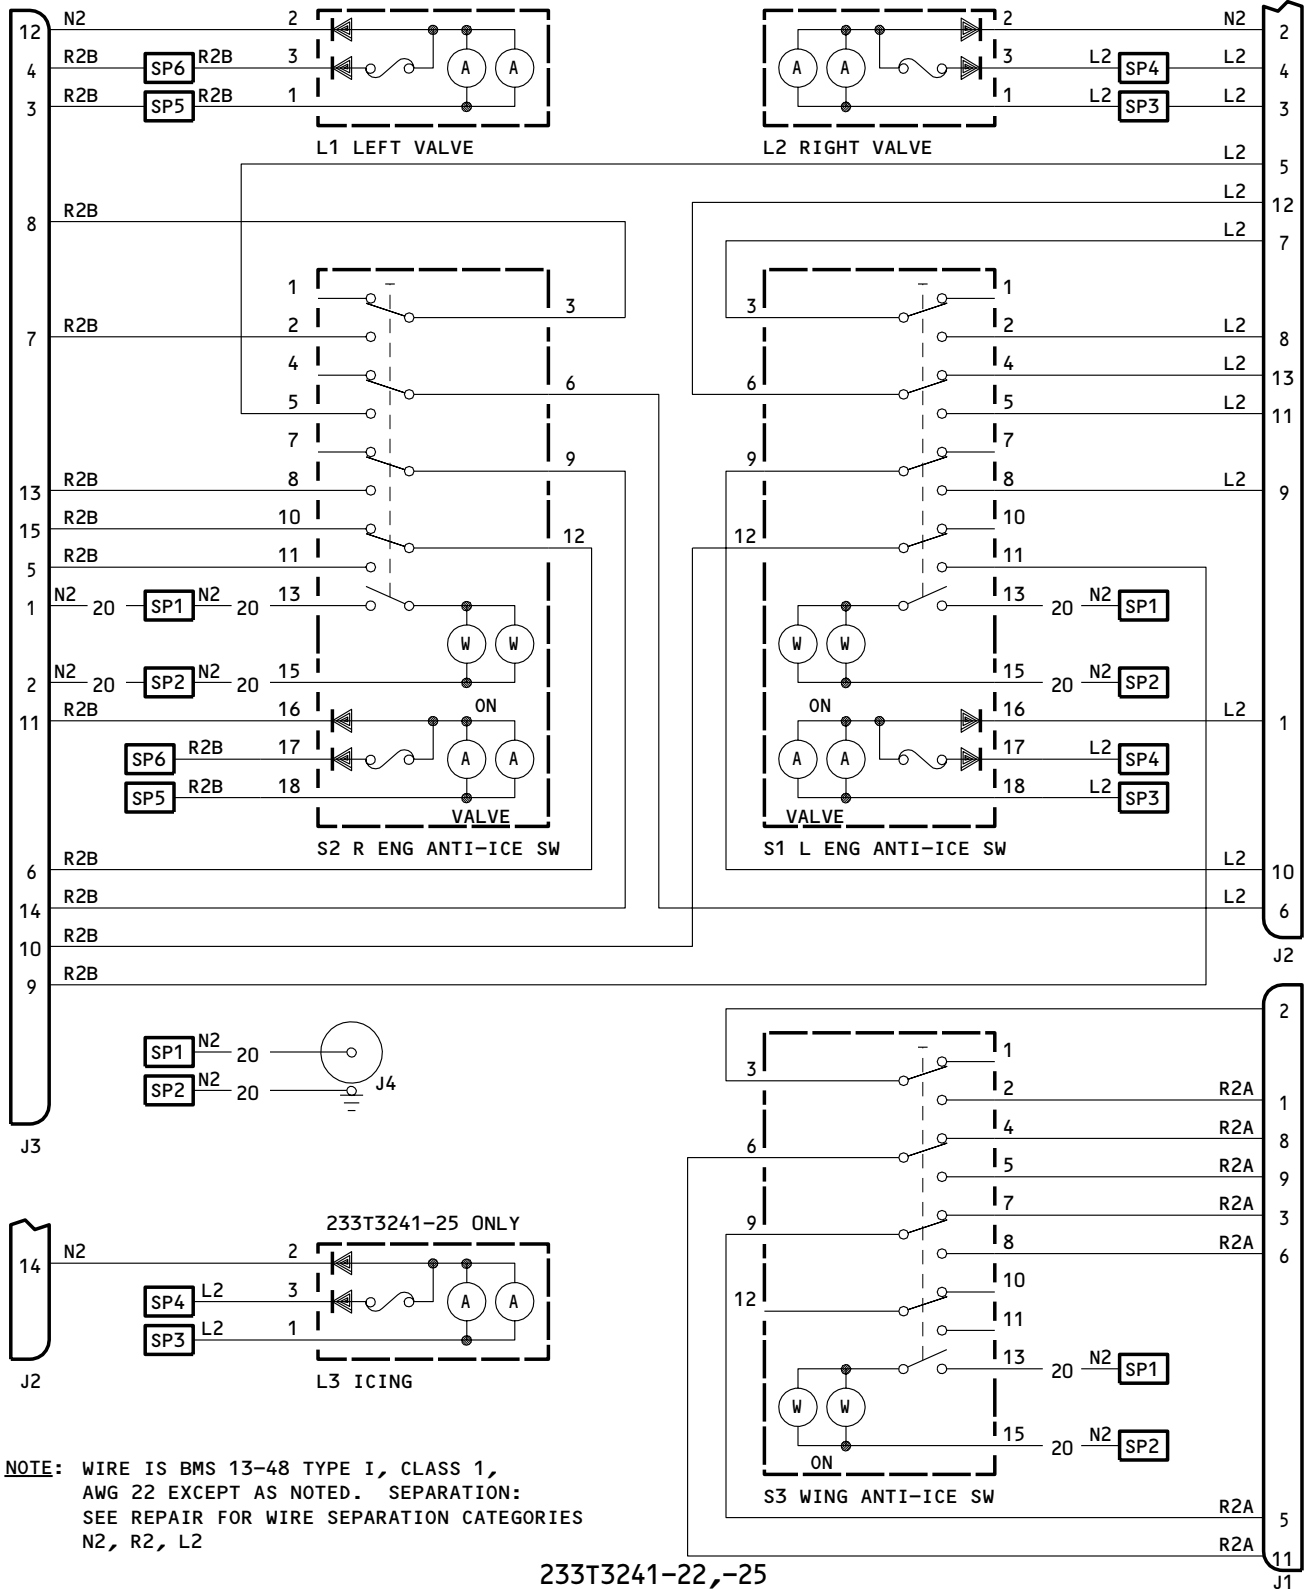 12 N2 2 2 N2 2
4 R2B SP6 R2B 3 A A A A 3 L2 SP4 L2 4
3 R2B SP5 R2B 1 1 L2 SP3 L2 3
L1 LEFT VALVE L2 RIGHT VALVE
L2 5
L2 12
8 R2B L2 7
1 3 3 1
7 R2B 2 2 L2 8
4 6 6 4 L2 13
5 5 L2 11
7 9 9 7
13 R2B 8 8 L2 9
15 R2B 10 12 12 10
5 R2B 11 11
1 N2 20 SP1 N2 20 13 13 20 N2 SP1
W W W W
2 N2 20 SP2 N2 20 15 15 20 N2 SP2
ON ON
11 R2B 16 16 L2 1
SP6 R2B 17 A A A A 17 L2 SP4
SP5 R2B 18 18 L2 SP3
VALVE VALVE
S2 R ENG ANTI-ICE SW S1 L ENG ANTI-ICE SW
6 R2B L2 10
14 R2B L2 6
10 R2B
J2
9 R2B
2
SP1 N2 20 J4
SP2 N2 20
J3
3 1
2 R2A 1
6 4 R2A 8
5 R2A 9
9 7 R2A 3
8 R2A 6
12 10
11
13 20 N2 SP1
W W
15 20 N2 SP2
ON
S3 WING ANTI-ICE SW
R2A 5
R2A 11
J1
233T3241-25 ONLY
14 N2 2
SP4 L2 3 A A
SP3 L2 1
J2 L3 ICING
NOTE: WIRE IS BMS 13-48 TYPE I, CLASS 1,
AWG 22 EXCEPT AS NOTED. SEPARATION:
SEE REPAIR FOR WIRE SEPARATION CATEGORIES
N2, R2, L2
233T3241-22,-25